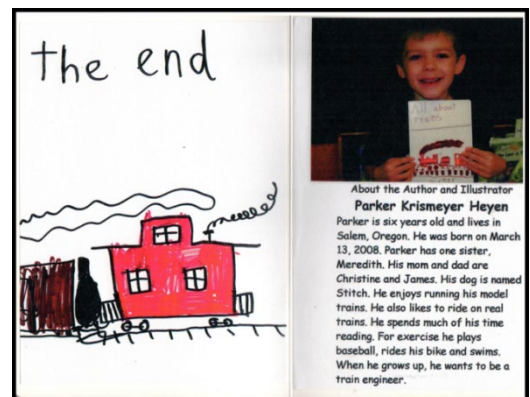 the end
All about
trains
About the Author and Illustrator
Parker Krismeyer Heyen
Parker is six years old and lives in
Salem, Oregon. He was born on March
13, 2008. Parker has one sister,
Meredith. His mom and dad are
Christine and James. His dog is named
Stitch. He enjoys running his model
trains. He also likes to ride on real
trains. He spends much of his time
reading. For exercise he plays
baseball, rides his bike and swims.
When he grows up, he wants to be a
train engineer.